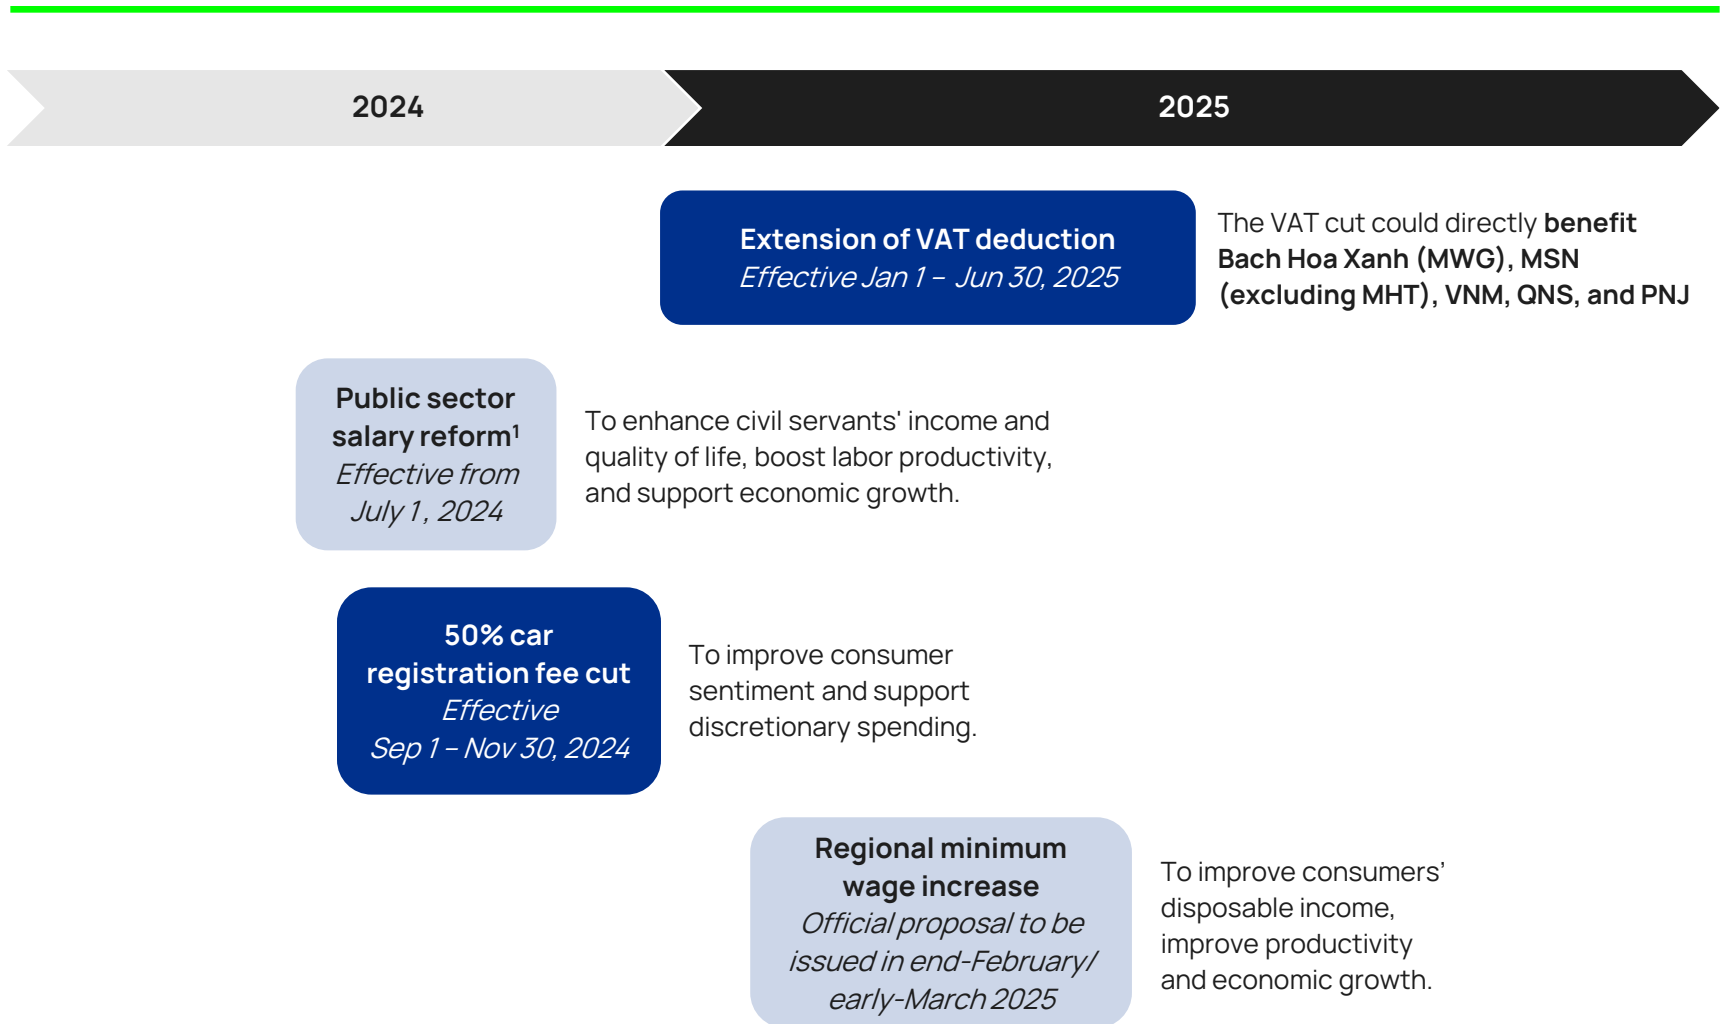 2024
2025
Extension of VAT deduction
Effective Jan 1 – Jun 30, 2025
The VAT cut could directly benefit
Bach Hoa Xanh (MWG), MSN
(excluding MHT), VNM, QNS, and PNJ
Public sector
salary reform¹
Effective from
July 1, 2024
To enhance civil servants' income and
quality of life, boost labor productivity,
and support economic growth.
50% car
registration fee cut
Effective
Sep 1 – Nov 30, 2024
To improve consumer
sentiment and support
discretionary spending.
Regional minimum
wage increase
Official proposal to be
issued in end-February/
early-March 2025
To improve consumers’
disposable income,
improve productivity
and economic growth.